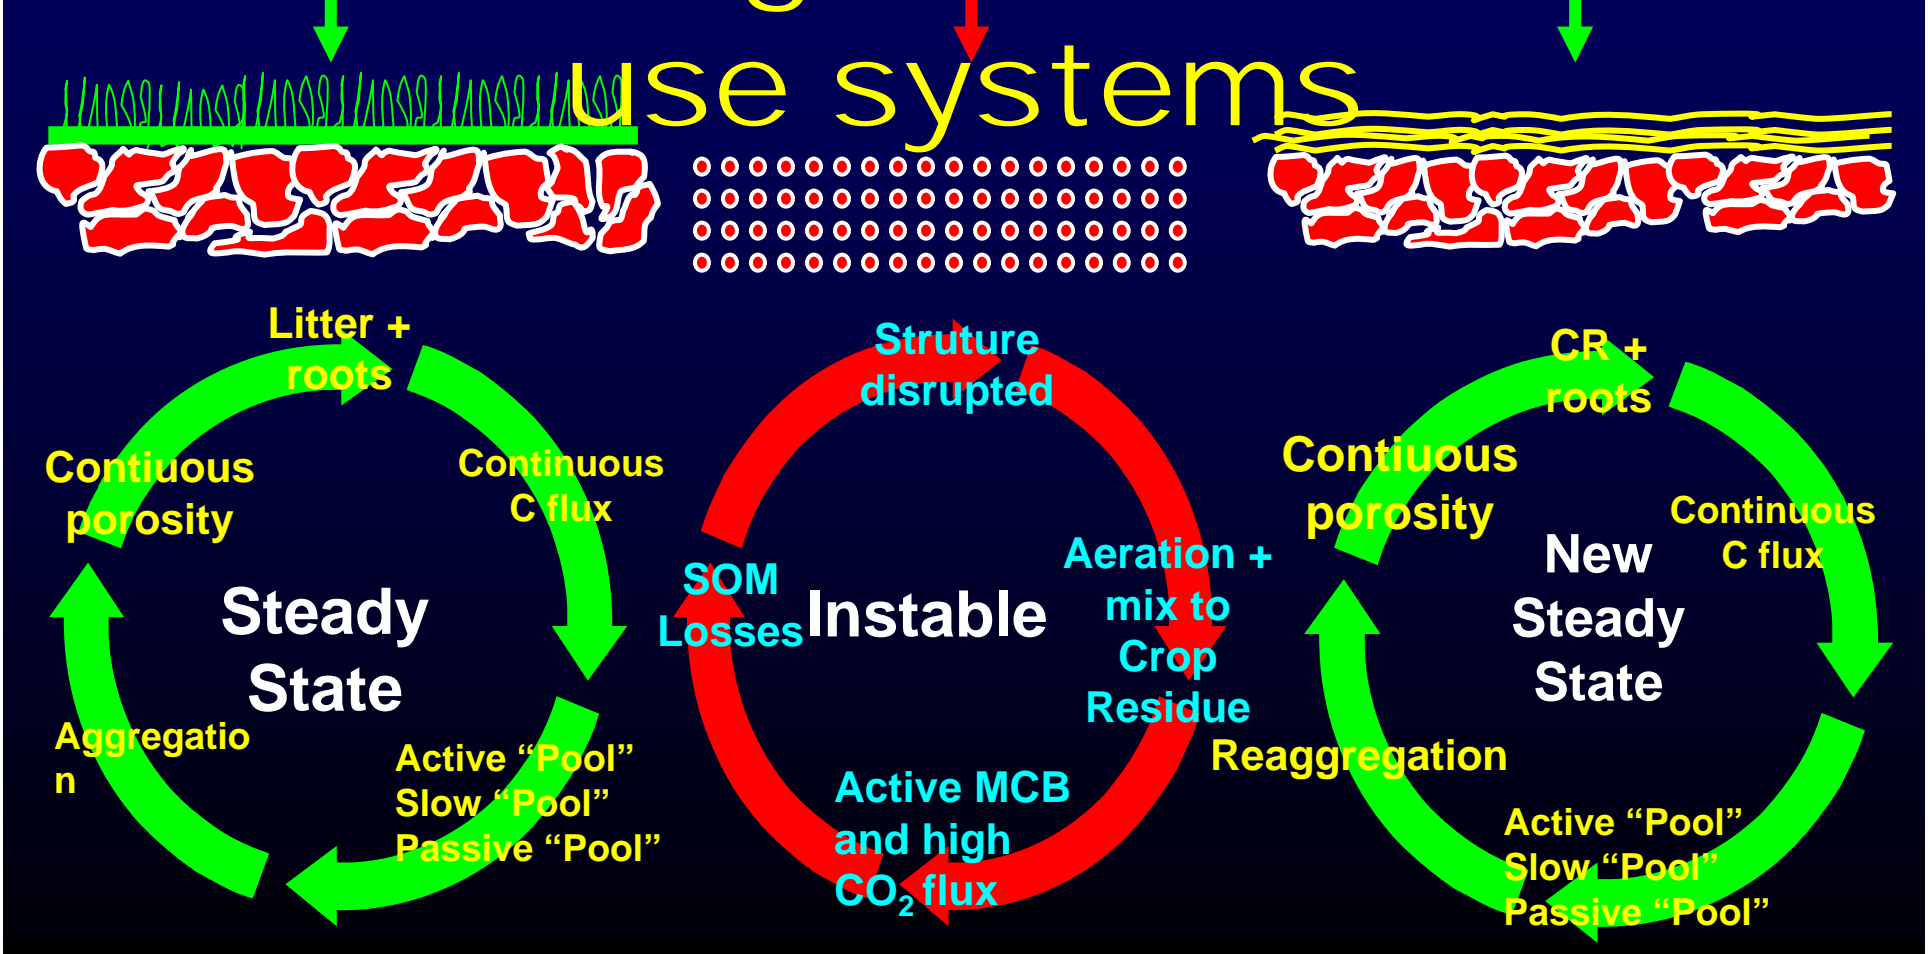 use systems
Litter +
roots
Contiuous
porosity
Continuous
C flux
Steady
State
Aggregatio
n
Active “Pool”
Slow “Pool”
Passive “Pool”
Struture
disrupted
SOM
Losses
Instable
Aeration +
mix to
Crop
Residue
Active MCB
and high
CO₂ flux
CR +
roots
Contiuous
porosity
Continuous
C flux
New
Steady
State
Reaggregation
Active “Pool”
Slow “Pool”
Passive “Pool”